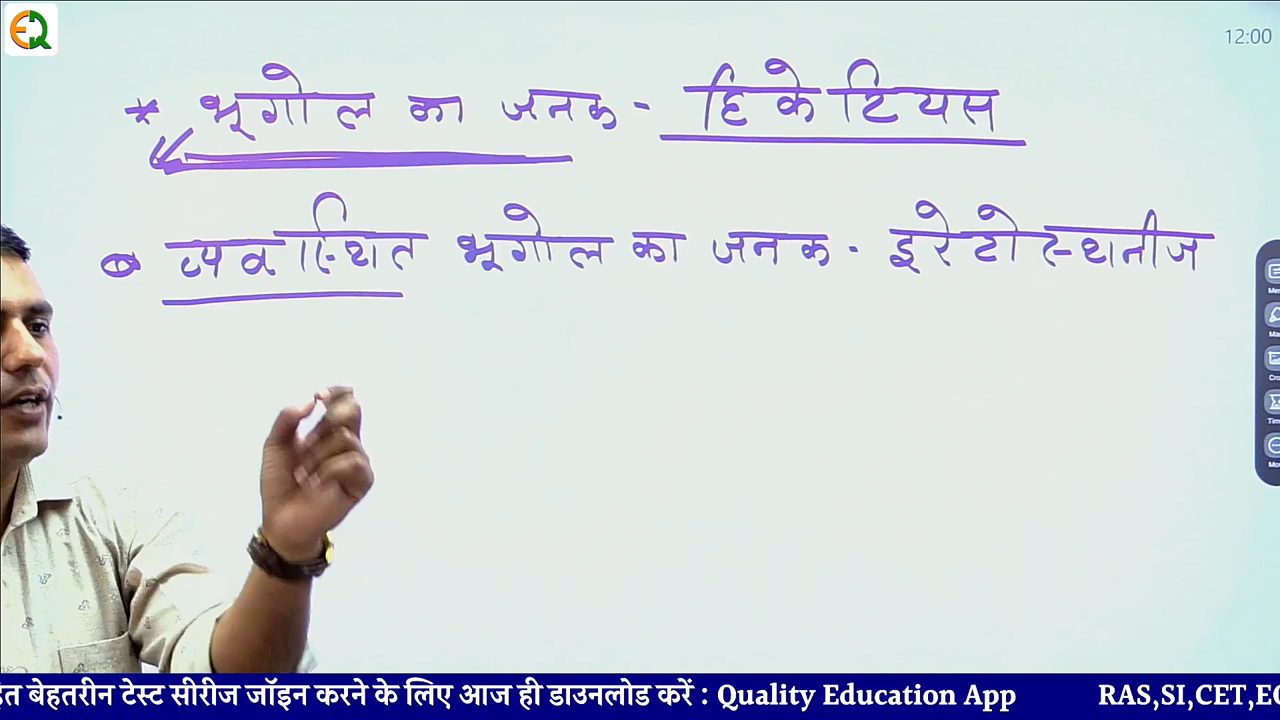 EQ
12:00
* भूगोल का जनक - हिकेटियस
व्यवस्थित भूगोल का जनक - इरेटोस्थनीज
बेहतरीन टेस्ट सीरीज जॉइन करने के लिए आज ही डाउनलोड करें : Quality Education App RAS,SI,CET,